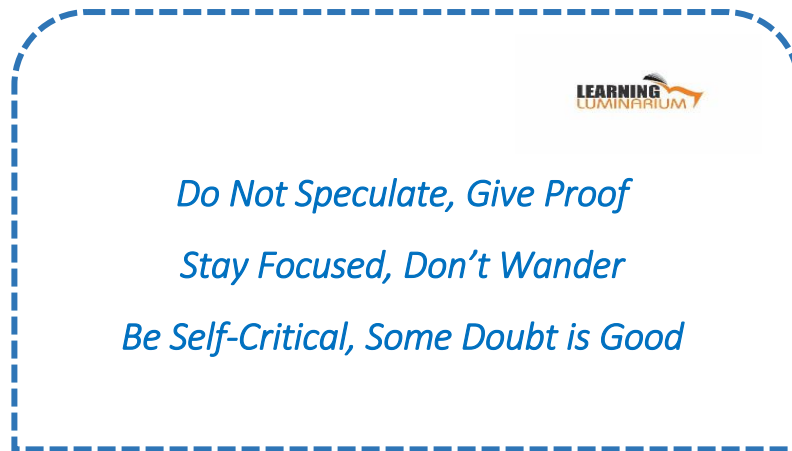 LEARNING
LUMINARIUM
Do Not Speculate, Give Proof
Stay Focused, Don’t Wander
Be Self-Critical, Some Doubt is Good